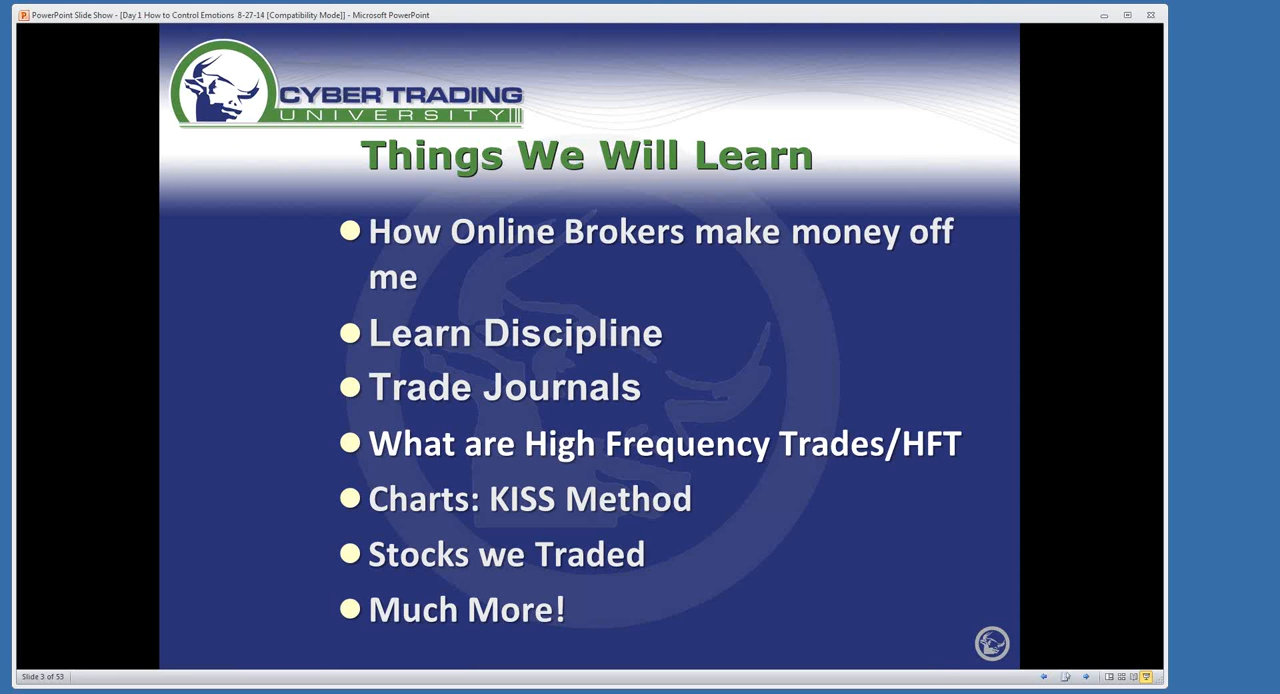 PowerPoint Slide Show - [Day 1 How to Control Emotions 8-27-14 [Compatibility Mode]] - Microsoft PowerPoint
CYBER TRADING
UNIVERSITY
Things We Will Learn
How Online Brokers make money off
me
Learn Discipline
Trade Journals
What are High Frequency Trades/HFT
Charts: KISS Method
Stocks we Traded
Much More!
Slide 3 of 53